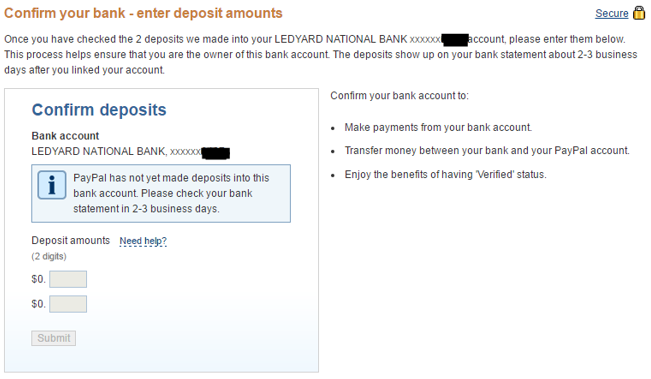 Confirm your bank - enter deposit amounts
Secure
Once you have checked the 2 deposits we made into your LEDYARD NATIONAL BANK xxxxxx account, please enter them below.
This process helps ensure that you are the owner of this bank account. The deposits show up on your bank statement about 2-3 business
days after you linked your account.
Confirm deposits
Bank account
LEDYARD NATIONAL BANK, xxxxxx
PayPal has not yet made deposits into this
bank account. Please check your bank
statement in 2-3 business days.
Deposit amounts Need help?
(2 digits)
$0.
$0.
Submit
Confirm your bank account to:
• Make payments from your bank account.
• Transfer money between your bank and your PayPal account.
• Enjoy the benefits of having 'Verified' status.